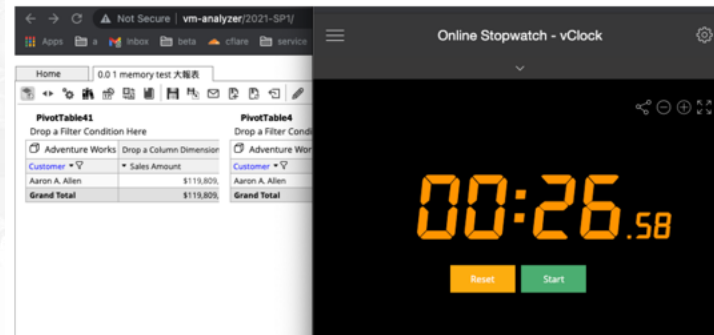 Not Secure | vm-analyzer/2021-SP1/
Apps a Inbox beta cflare service
Home 0.0 1 memory test 大報表
PivotTable41
Drop a Filter Condition Here
Adventure Works Drop a Column Dimension
Customer Sales Amount
Aaron A. Allen $119,809,
Grand Total $119,809,
PivotTable4
Drop a Filter Condi
Adventure Wor
Customer
Aaron A. Allen
Grand Total
Online Stopwatch - vClock
00:26.58
Reset Start